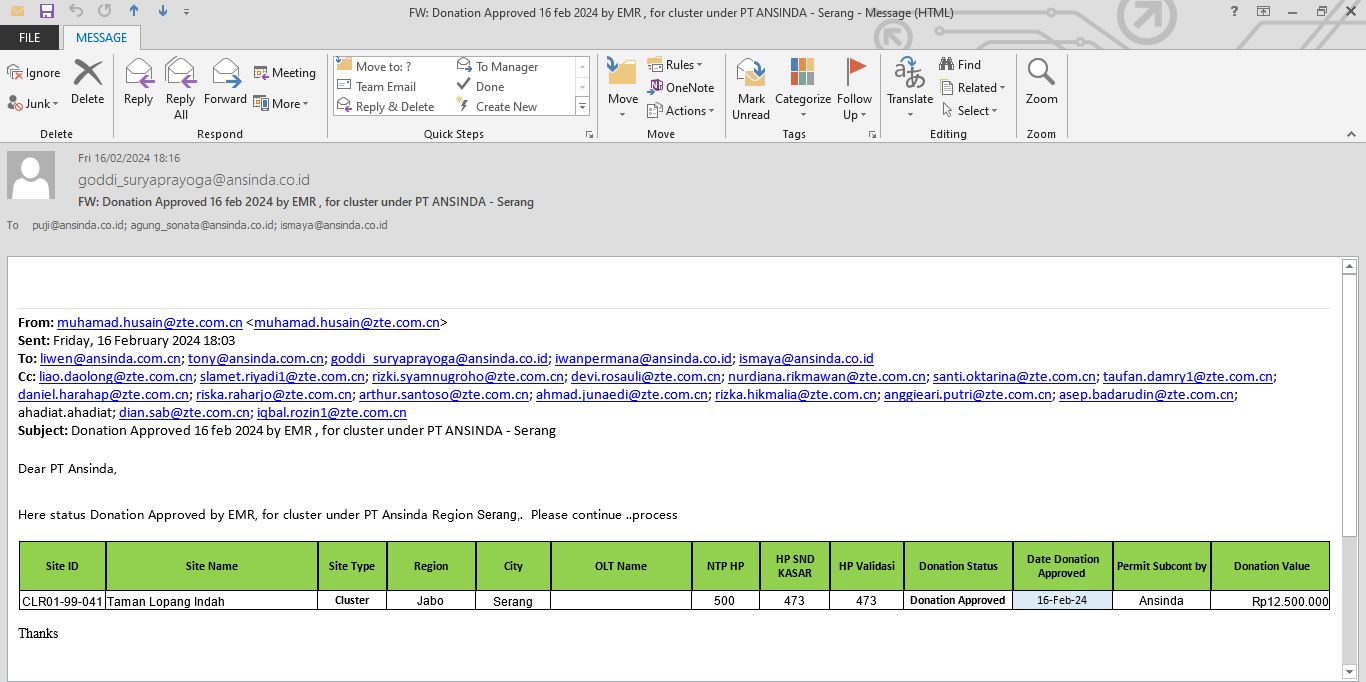 FW: Donation Approved 16 feb 2024 by EMR , for cluster under PT ANSINDA - Serang - Message (HTML)
FILE
MESSAGE
Ignore
Junk
Delete
Delete
Reply
Reply All
Forward
Meeting
More
Respond
Move to: ?
Team Email
Reply & Delete
To Manager
Done
Create New
Quick Steps
Move
Rules
OneNote
Actions
Move
Mark Unread
Categorize
Follow Up
Tags
Translate
Find
Related
Select
Editing
Zoom
Zoom
Fri 16/02/2024 18:16
goddi_suryaprayoga@ansinda.co.id
FW: Donation Approved 16 feb 2024 by EMR , for cluster under PT ANSINDA - Serang
To puji@ansinda.co.id; agung_sonata@ansinda.co.id; ismaya@ansinda.co.id
From: muhamad.husain@zte.com.cn <muhamad.husain@zte.com.cn>
Sent: Friday, 16 February 2024 18:03
To: liwen@ansinda.com.cn; tony@ansinda.com.cn; goddi_suryaprayoga@ansinda.co.id; iwanpermana@ansinda.co.id; ismaya@ansinda.co.id
Cc: liao.daolong@zte.com.cn; slamet.riyadi1@zte.com.cn; rizki.syamnugroho@zte.com.cn; devi.rosauli@zte.com.cn; nurdiana.rikmawan@zte.com.cn; santi.oktarina@zte.com.cn; taufan.damry1@zte.com.cn;
daniel.harahap@zte.com.cn; riska.raharjo@zte.com.cn; arthur.santoso@zte.com.cn; ahmad.junaedi@zte.com.cn; rizka.hikmalia@zte.com.cn; anggieari.putri@zte.com.cn; asep.badarudin@zte.com.cn;
ahadiat.ahadiat; dian.sab@zte.com.cn; iqbal.rozin1@zte.com.cn
Subject: Donation Approved 16 feb 2024 by EMR , for cluster under PT ANSINDA - Serang
Dear PT Ansinda,
Here status Donation Approved by EMR, for cluster under PT Ansinda Region Serang,. Please continue ..process
Site ID Site Name Site Type Region City OLT Name NTP HP HP SND KASAR HP Validasi Donation Status Date Donation Approved Permit Subcont by Donation Value
CLR01-99-041 Taman Lopang Indah Cluster Jabo Serang 500 473 473 Donation Approved 16-Feb-24 Ansinda Rp12.500.000
Thanks